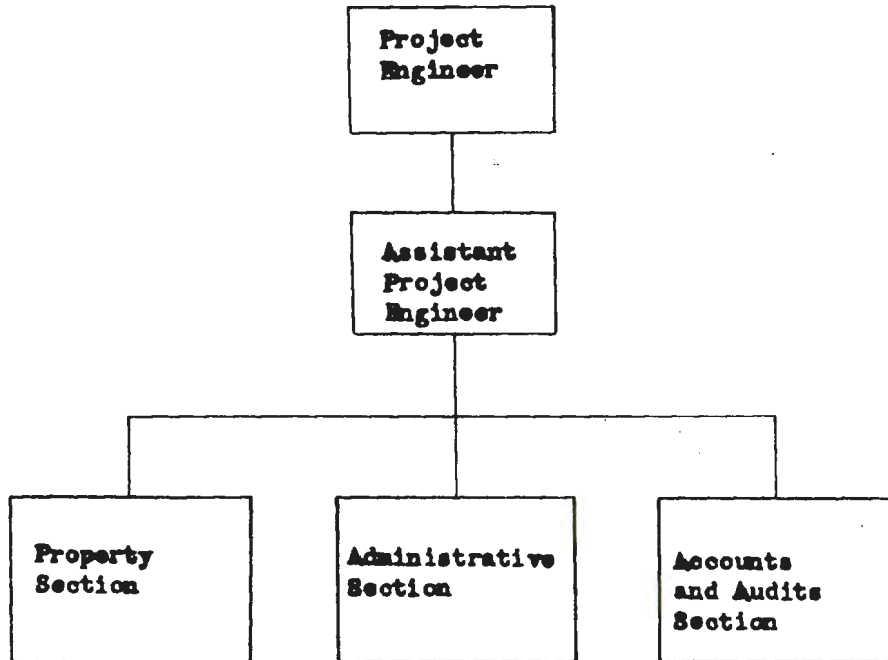 Project
Engineer
Assistant
Project
Engineer
Property
Section
Administrative
Section
Accounts
and Audits
Section